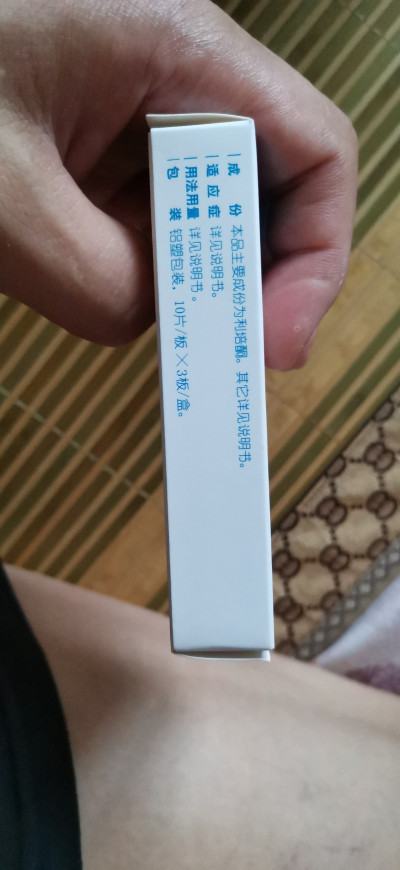 成 份 本品主要成份为利培酮。其它详见说明书。
适 应 症 详见说明书。
用法用量 详见说明书。
包 装 铝塑包装，10片/板×3板/盒。